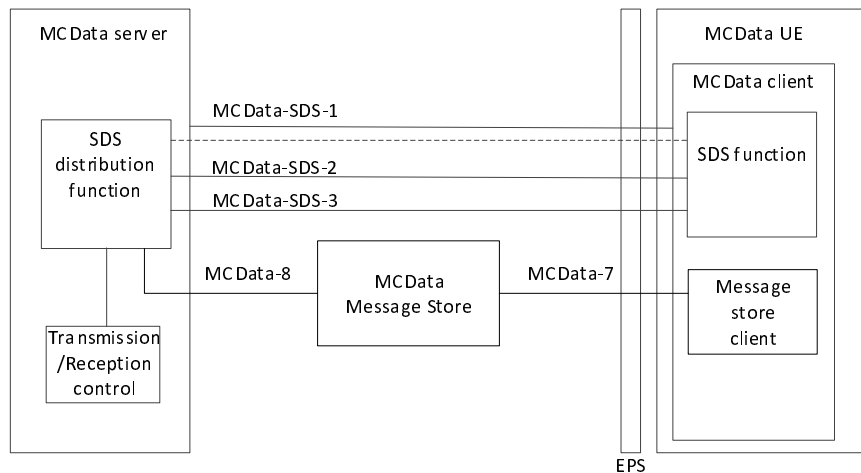 MCData server
MCData UE
MCData client
MCData-SDS-1
SDS
distribution
function
SDS function
MCData-SDS-2
MCData-SDS-3
MCData-8
MCData
Message Store
MCData-7
Message
store
client
Transmission
/Reception
control
EPS